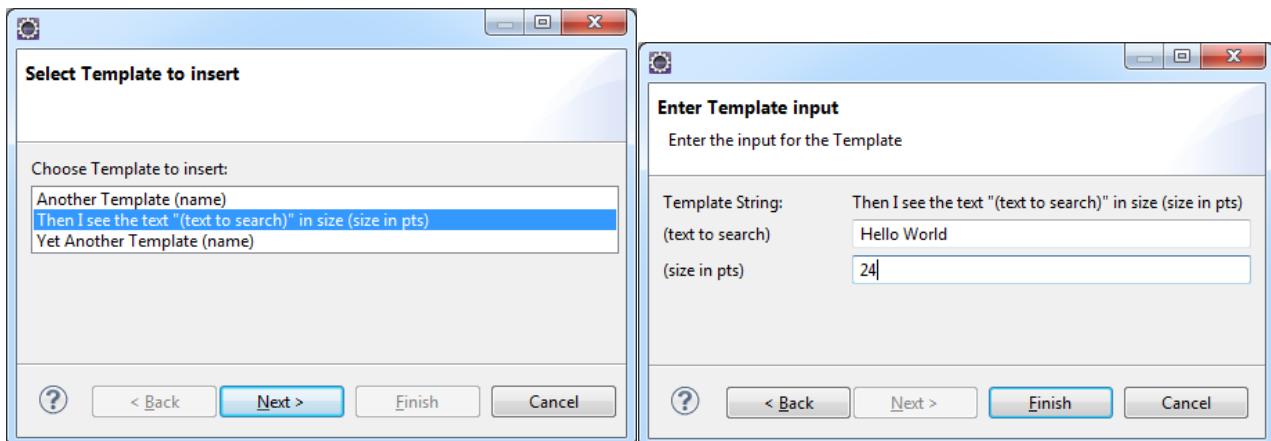 Select Template to insert
Choose Template to insert:
Another Template (name)
Then I see the text "(text to search)" in size (size in pts)
Yet Another Template (name)
?
< Back
Next >
Finish
Cancel
Enter Template input
Enter the input for the Template
Template String:
Then I see the text "(text to search)" in size (size in pts)
(text to search)
Hello World
(size in pts)
24
?
< Back
Next >
Finish
Cancel